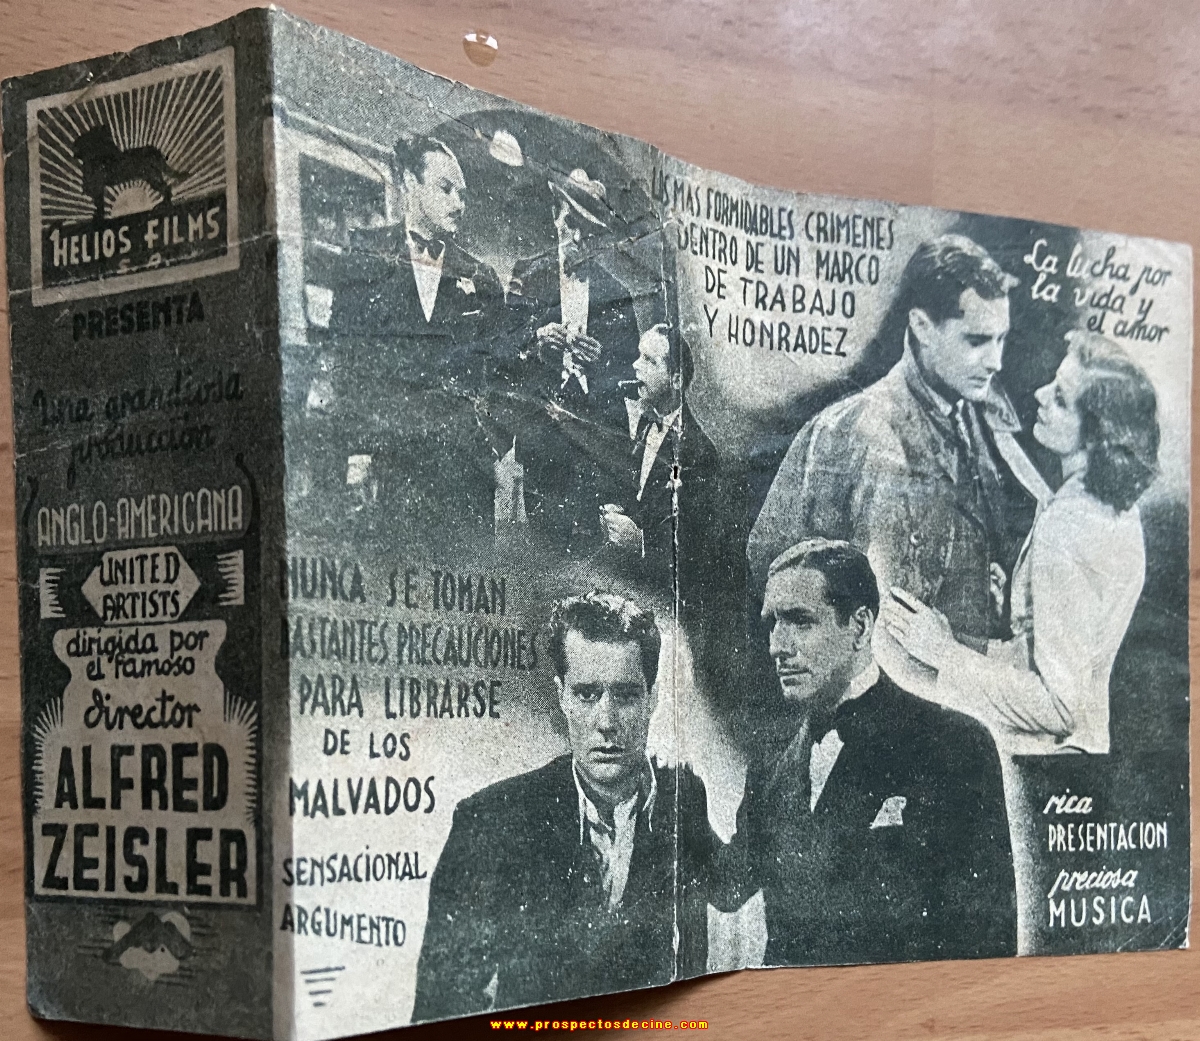 HELIOS FILMS
S. A.
PRESENTA
Una grandiosa
producción
ANGLO-AMERICANA
UNITED
ARTISTS
dirigida por
el famoso
director
ALFRED
ZEISLER
NUNCA SE TOMAN
BASTANTES PRECAUCIONES
PARA LIBRARSE
DE LOS
MALVADOS
SENSACIONAL
ARGUMENTO
LOS MAS FORMIDABLES CRIMENES
DENTRO DE UN MARCO
DE TRABAJO
Y HONRADEZ
La lucha por
la vida y
el amor
rica
PRESENTACION
preciosa
MUSICA
www.prospectosdecine.com